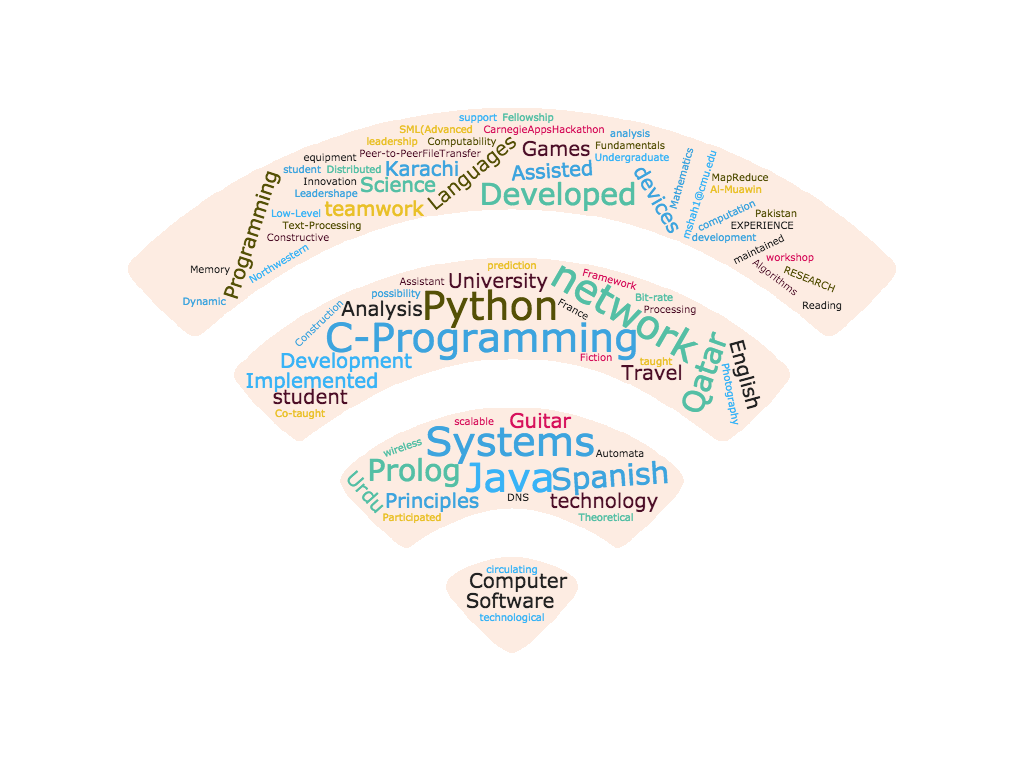 support Fellowship
SML(Advanced CarnegieAppsHackathon analysis
leadership Computability Games Fundamentals
equipment Peer-to-PeerFileTransfer Languages Undergraduate
student Distributed Karachi Assisted devices Mathematics mshah1@cmu.edu MapReduce
Innovation Science Developed Al-Muawin
Leadershape
Programming Low-Level teamwork computation Pakistan
Text-Processing EXPERIENCE
Constructive development
Northwestern maintained workshop
Memory Algorithms RESEARCH
Dynamic Reading
prediction
Assistant University network Framework
possibility Python Bit-rate
Construction Analysis France Processing
C-Programming
Development Fiction taught Qatar English
Implemented Travel Photography
student
Co-taught
scalable Guitar
wireless Systems Automata
Prolog Java Spanish
Urdu Principles DNS technology
Participated Theoretical
circulating
Computer
Software
technological